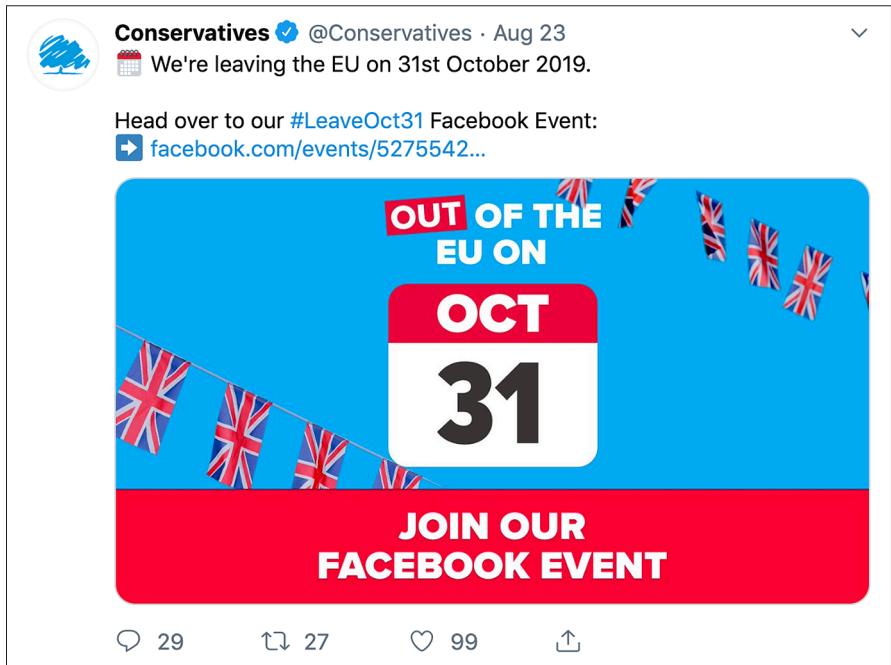 Conservatives @Conservatives · Aug 23
We're leaving the EU on 31st October 2019.
Head over to our #LeaveOct31 Facebook Event:
facebook.com/events/5275542...
OUT OF THE
EU ON
OCT
31
JOIN OUR
FACEBOOK EVENT
29 27 99